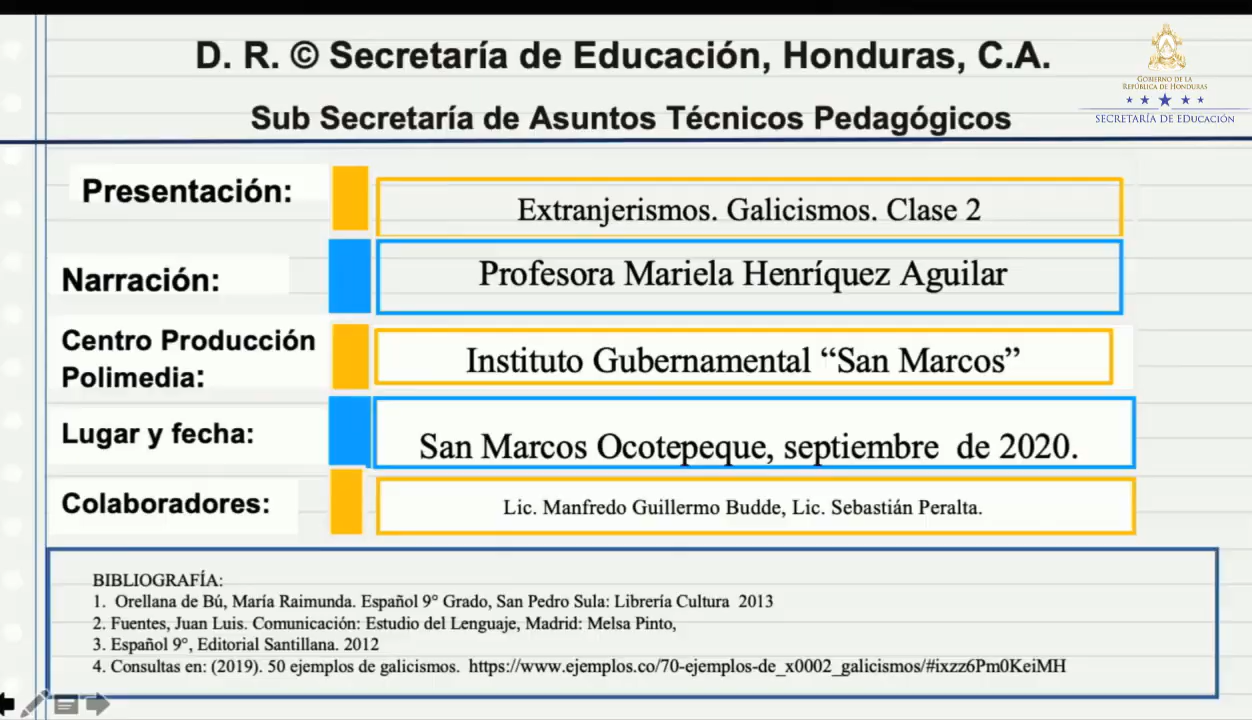 D. R. © Secretaría de Educación, Honduras, C.A.
GOBIERNO DE LA
REPÚBLICA DE HONDURAS
SECRETARÍA DE EDUCACIÓN
Sub Secretaría de Asuntos Técnicos Pedagógicos
Presentación:
Extranjerismos. Galicismos. Clase 2
Narración:
Profesora Mariela Henríquez Aguilar
Centro Producción
Polimedia:
Instituto Gubernamental “San Marcos”
Lugar y fecha:
San Marcos Ocotepeque, septiembre de 2020.
Colaboradores:
Lic. Manfredo Guillermo Budde, Lic. Sebastián Peralta.
BIBLIOGRAFÍA:
1. Orellana de Bú, María Raimunda. Español 9° Grado, San Pedro Sula: Librería Cultura 2013
2. Fuentes, Juan Luis. Comunicación: Estudio del Lenguaje, Madrid: Melsa Pinto,
3. Español 9°, Editorial Santillana. 2012
4. Consultas en: (2019). 50 ejemplos de galicismos. https://www.ejemplos.co/70-ejemplos-de_x0002_galicismos/#ixzz6Pm0KeiMH